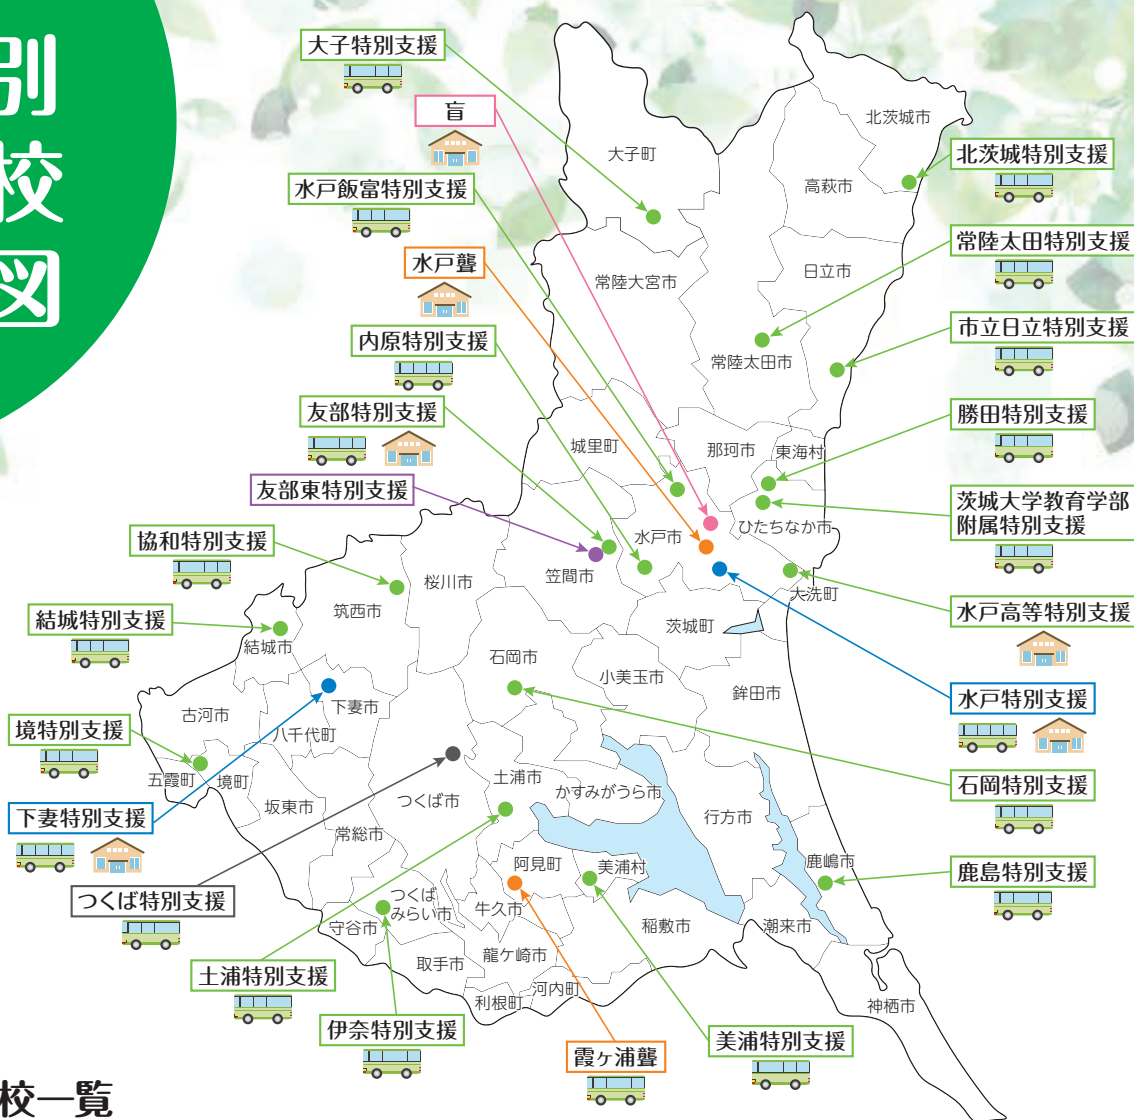 別
校
図
大子特別支援
盲
水戸飯富特別支援
水戸聾
内原特別支援
友部特別支援
友部東特別支援
協和特別支援
結城特別支援
境特別支援
下妻特別支援
つくば特別支援
土浦特別支援
伊奈特別支援
霞ヶ浦聾
美浦特別支援
北茨城特別支援
常陸太田特別支援
市立日立特別支援
勝田特別支援
茨城大学教育学部
附属特別支援
水戸高等特別支援
水戸特別支援
石岡特別支援
鹿島特別支援
北茨城市
大子町
高萩市
日立市
常陸大宮市
常陸太田市
城里町
那珂市
東海村
ひたちなか市
水戸市
笠間市
桜川市
筑西市
大洗町
茨城町
結城市
石岡市
小美玉市
鉾田市
古河市
下妻市
八千代町
五霞町
境町
土浦市
かすみがうら市
つくば市
坂東市
行方市
常総市
阿見町
美浦村
鹿嶋市
つくば
みらい市
牛久市
守谷市
稲敷市
潮来市
取手市
龍ケ崎市
河内町
利根町
神栖市
校一覧